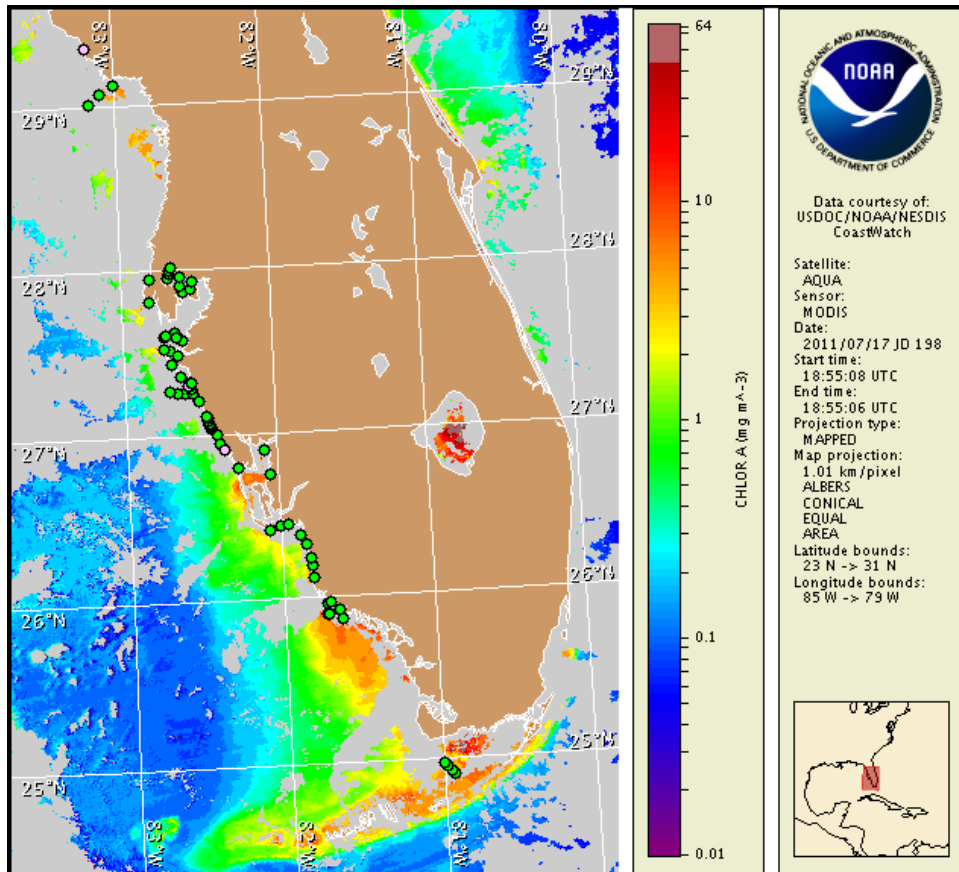 83°W
82°W
81°W
80°W
29°N
29°N
28°N
28°N
27°N
27°N
26°N
26°N
25°N
25°N
83°W
82°W
81°W
64
10
1
0.1
0.01
CHLOR A (mg m^-3)
NATIONAL OCEANIC AND ATMOSPHERIC ADMINISTRATION
NOAA
U.S. DEPARTMENT OF COMMERCE
Data courtesy of:
USDOC/NOAA/NESDIS
CoastWatch
Satellite:
AQUA
Sensor:
MODIS
Date:
2011/07/17 JD 198
Start time:
18:55:08 UTC
End time:
18:55:06 UTC
Projection type:
MAPPED
Map projection:
1.01 km/pixel
ALBERS
CONICAL
EQUAL
AREA
Latitude bounds:
23 N -> 31 N
Longitude bounds:
85 W -> 79 W